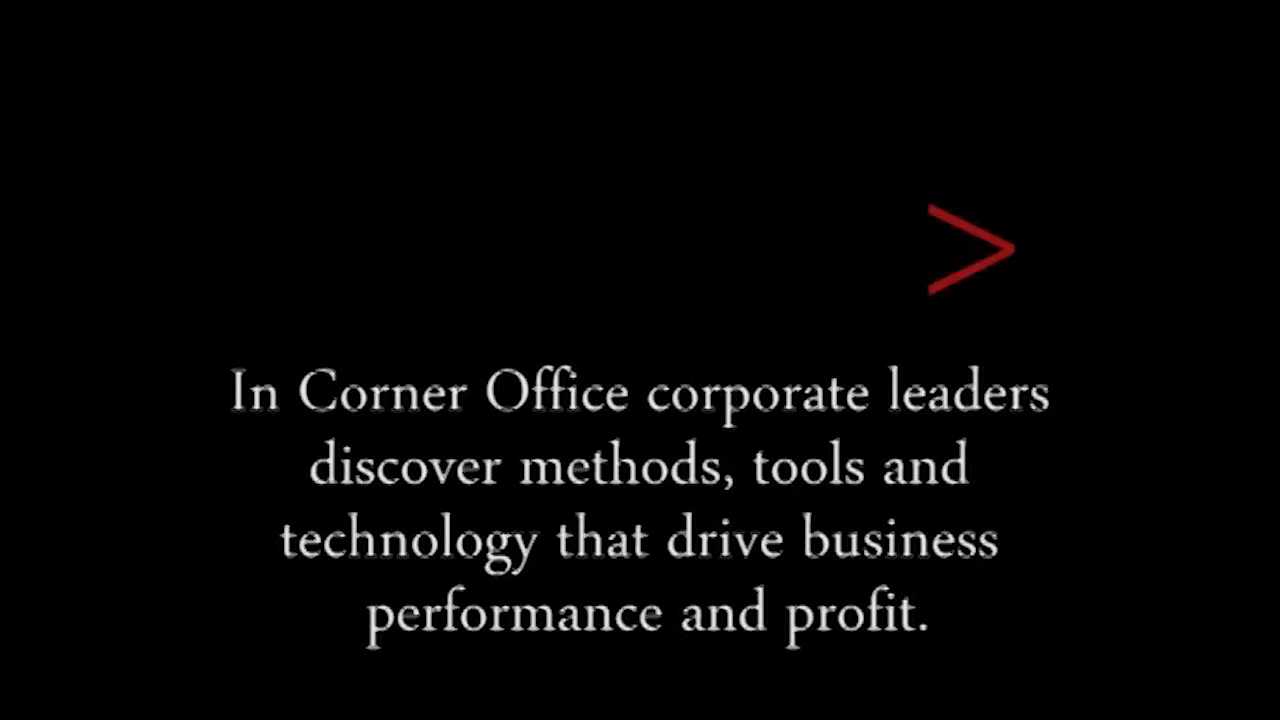 >
In Corner Office corporate leaders
discover methods, tools and
technology that drive business
performance and profit.